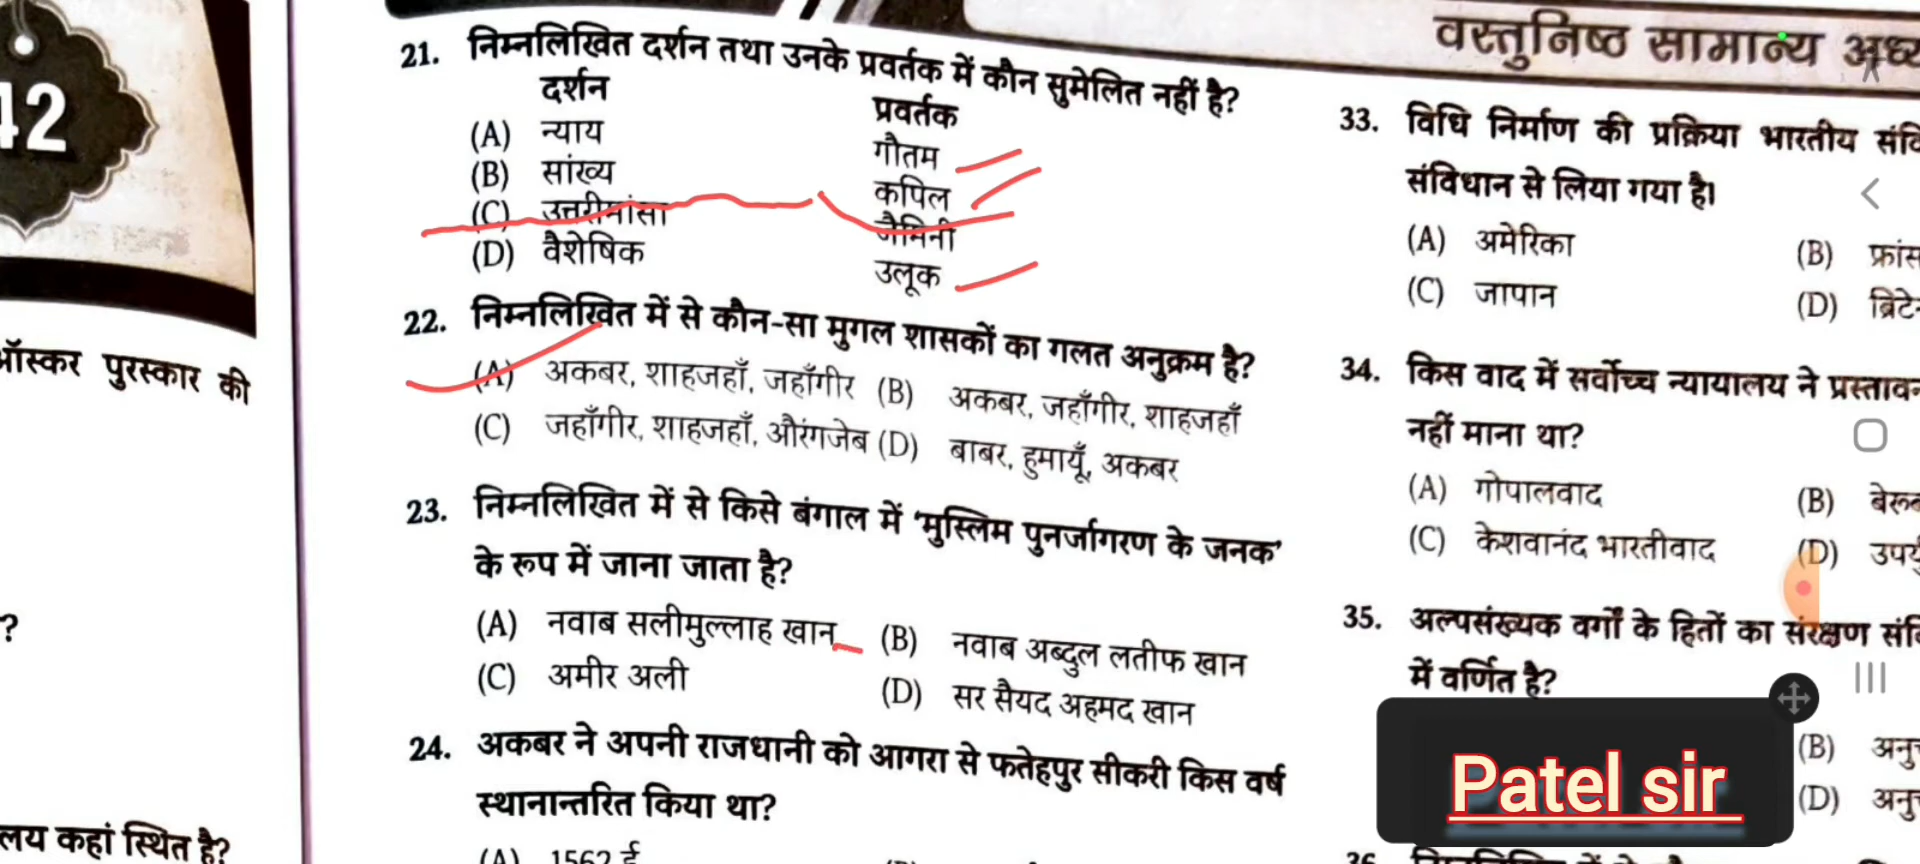 42
ऑस्कर पुरस्कार की
?
कहां स्थित है?
21. निम्नलिखित दर्शन तथा उनके प्रवर्तक में कौन सुमेलित नहीं है?
दर्शन प्रवर्तक
(A) न्याय गौतम
(B) सांख्य कपिल
(C) उत्तरीमांसा जैमिनी
(D) वैशेषिक उलूक
22. निम्नलिखित में से कौन-सा मुगल शासकों का गलत अनुक्रम है?
(A) अकबर, शाहजहाँ, जहाँगीर (B) अकबर, जहाँगीर, शाहजहाँ
(C) जहाँगीर, शाहजहाँ, औरंगजेब (D) बाबर, हुमायूँ, अकबर
23. निम्नलिखित में से किसे बंगाल में 'मुस्लिम पुनर्जागरण के जनक'
के रूप में जाना जाता है?
(A) नवाब सलीमुल्लाह खान (B) नवाब अब्दुल लतीफ खान
(C) अमीर अली (D) सर सैयद अहमद खान
24. अकबर ने अपनी राजधानी को आगरा से फतेहपुर सीकरी किस वर्ष
स्थानान्तरित किया था?
(A) 1562 ई
वस्तुनिष्ठ सामान्य
33. विधि निर्माण की प्रक्रिया भारतीय
संविधान से लिया गया है।
(A) अमेरिका (B) फ्रांस
(C) जापान (D)
34. किस वाद में सर्वोच्च न्यायालय ने
नहीं माना था?
(A) गोपालवाद (B)
(C) केशवानंद भारतीवाद (D)
35. अल्पसंख्यक वर्गों के हितों का संरक्षण
में वर्णित है?
(B)
(D)
Patel sir